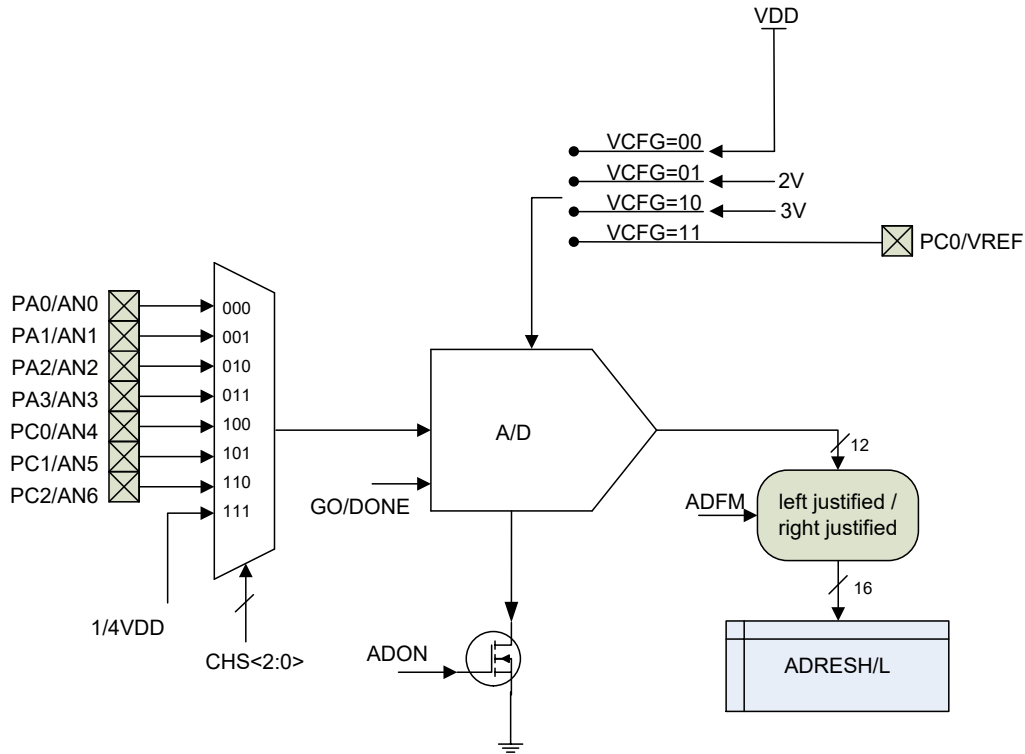 VDD
VCFG=00
VCFG=01
2V
VCFG=10
3V
VCFG=11
PC0/VREF
PA0/AN0
000
PA1/AN1
001
PA2/AN2
010
PA3/AN3
011
PC0/AN4
100
PC1/AN5
101
PC2/AN6
110
111
A/D
12
GO/DONE
ADFM
left justified /
right justified
16
1/4VDD
CHS<2:0>
ADON
ADRESH/L